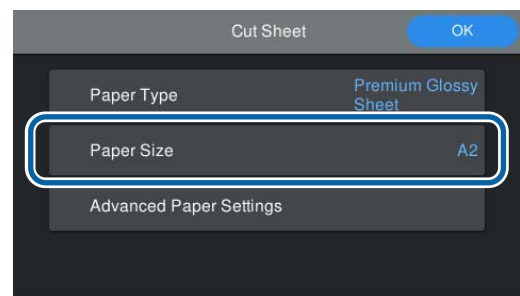 Cut Sheet
OK
Paper Type
Premium Glossy
Sheet
Paper Size
A2
Advanced Paper Settings